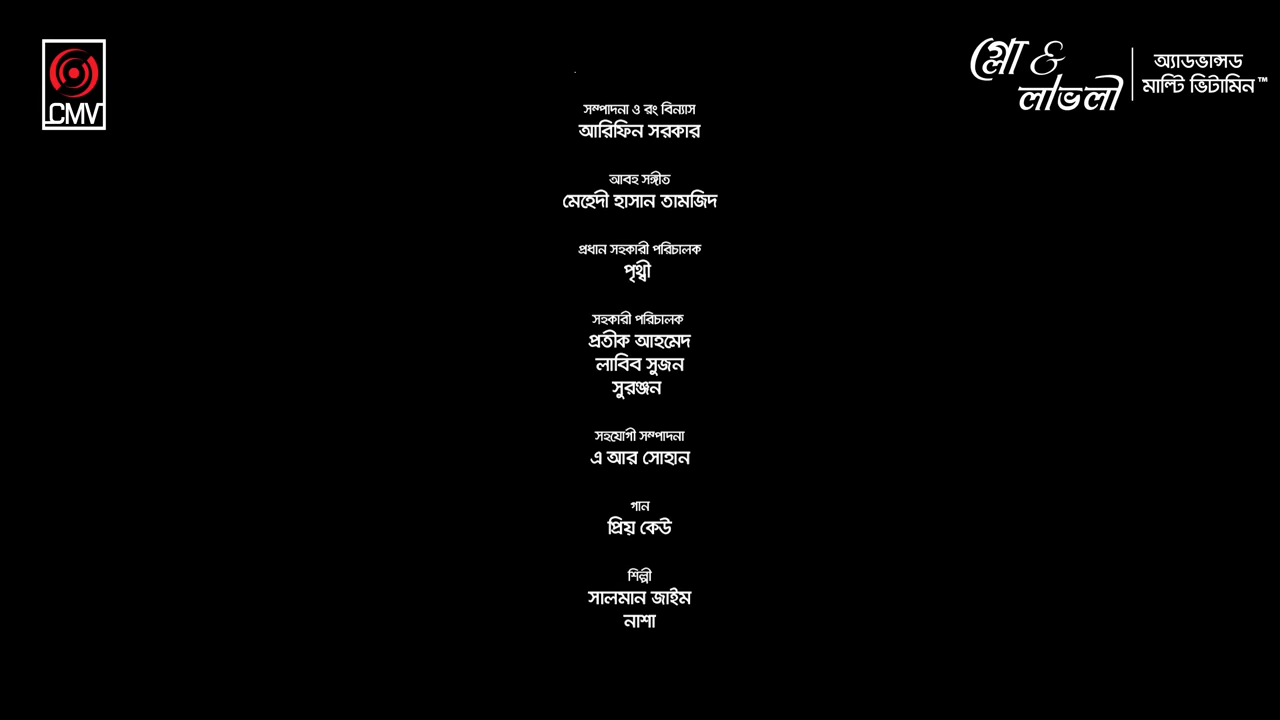 CMV
গ্লো &
লাভলী
অ্যাডভান্সড
মাল্টি ভিটামিন™
সম্পাদনা ও রং বিন্যাস
আরিফিন সরকার
আবহ সঙ্গীত
মেহেদী হাসান তামজিদ
প্রধান সহকারী পরিচালক
পৃথ্বী
সহকারী পরিচালক
প্রতীক আহমেদ
লাবিব সুজন
সুরঞ্জন
সহযোগী সম্পাদনা
এ আর সোহান
গান
প্রিয় কেউ
শিল্পী
সালমান জাইম
নাশা